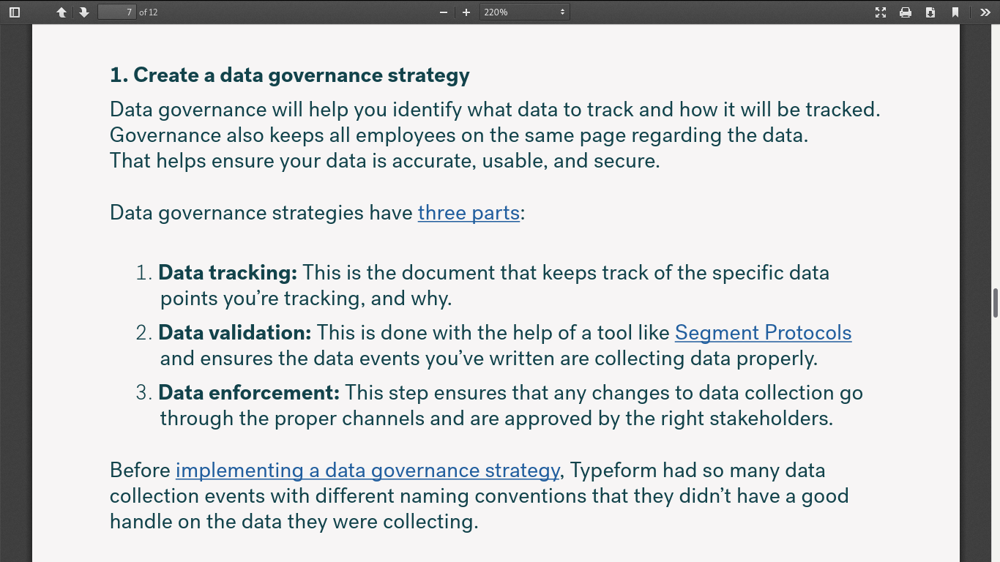 7 of 12
220%
1. Create a data governance strategy
Data governance will help you identify what data to track and how it will be tracked.
Governance also keeps all employees on the same page regarding the data.
That helps ensure your data is accurate, usable, and secure.
Data governance strategies have three parts:
1. Data tracking: This is the document that keeps track of the specific data
points you’re tracking, and why.
2. Data validation: This is done with the help of a tool like Segment Protocols
and ensures the data events you’ve written are collecting data properly.
3. Data enforcement: This step ensures that any changes to data collection go
through the proper channels and are approved by the right stakeholders.
Before implementing a data governance strategy, Typeform had so many data
collection events with different naming conventions that they didn’t have a good
handle on the data they were collecting.